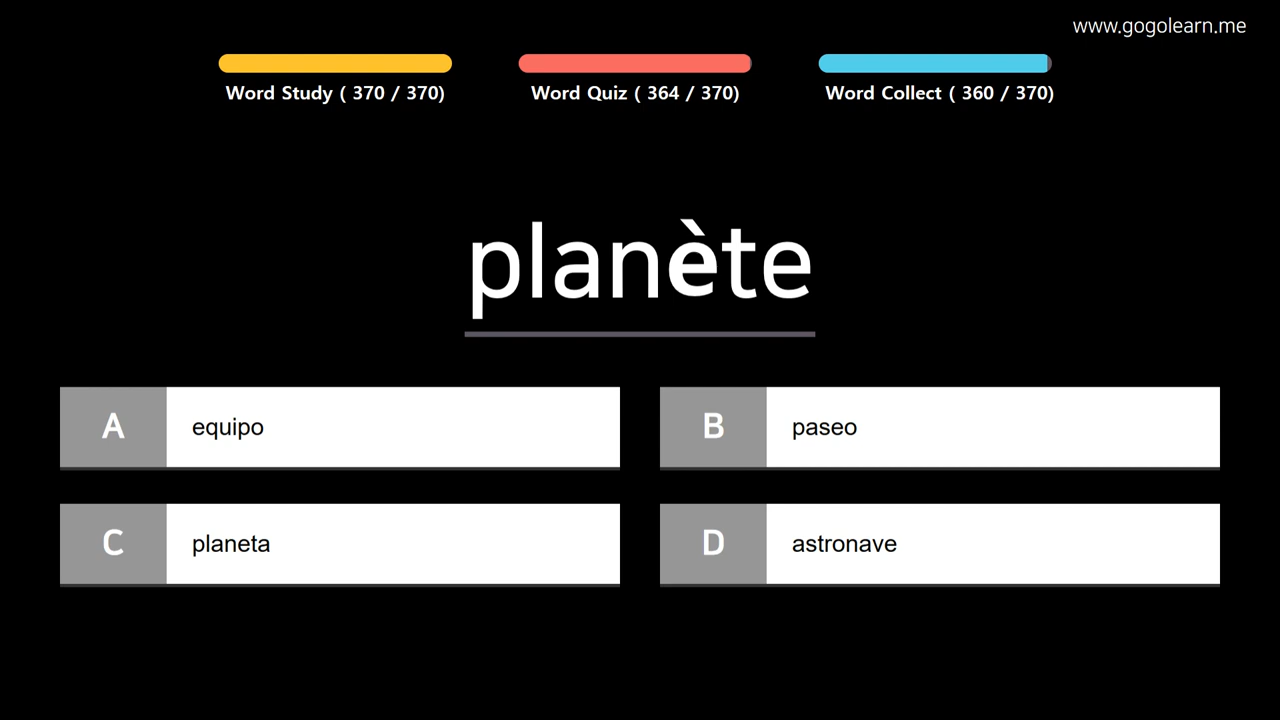 www.gogolearn.me
Word Study ( 370 / 370)
Word Quiz ( 364 / 370)
Word Collect ( 360 / 370)
planète
A equipo
B paseo
C planeta
D astronave